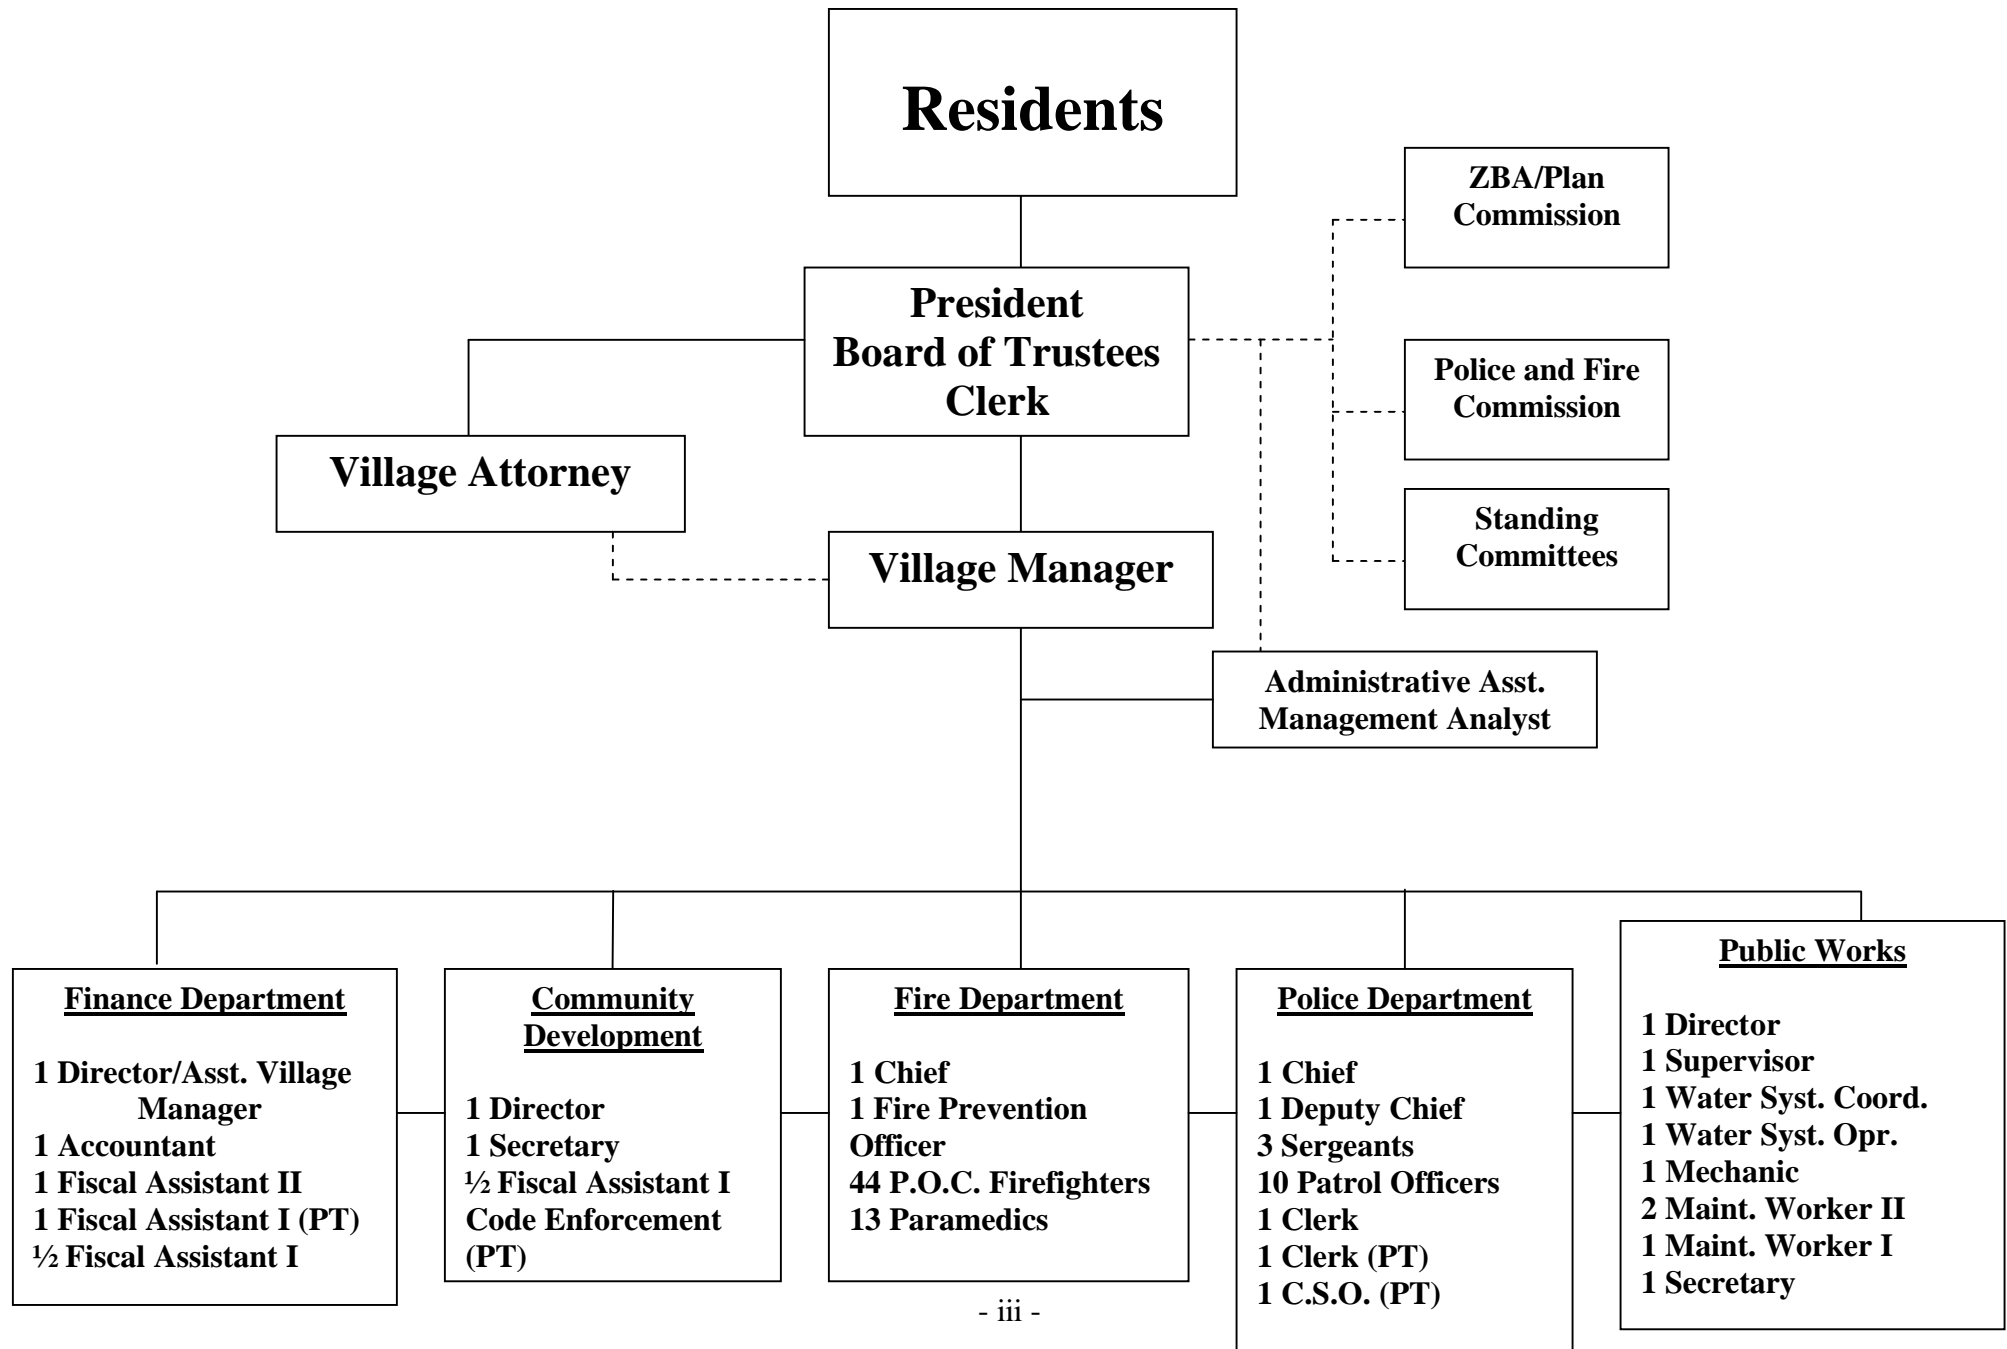 Residents
ZBA/Plan
Commission
President
Board of Trustees
Clerk
Police and Fire
Commission
Village Attorney
Standing
Committees
Village Manager
Administrative Asst.
Management Analyst
Finance Department
1 Director/Asst. Village
Manager
1 Accountant
1 Fiscal Assistant II
1 Fiscal Assistant I (PT)
½ Fiscal Assistant I
Community
Development
1 Director
1 Secretary
½ Fiscal Assistant I
Code Enforcement
(PT)
Fire Department
1 Chief
1 Fire Prevention
Officer
44 P.O.C. Firefighters
13 Paramedics
Police Department
1 Chief
1 Deputy Chief
3 Sergeants
10 Patrol Officers
1 Clerk
1 Clerk (PT)
1 C.S.O. (PT)
Public Works
1 Director
1 Supervisor
1 Water Syst. Coord.
1 Water Syst. Opr.
1 Mechanic
2 Maint. Worker II
1 Maint. Worker I
1 Secretary
- iii -